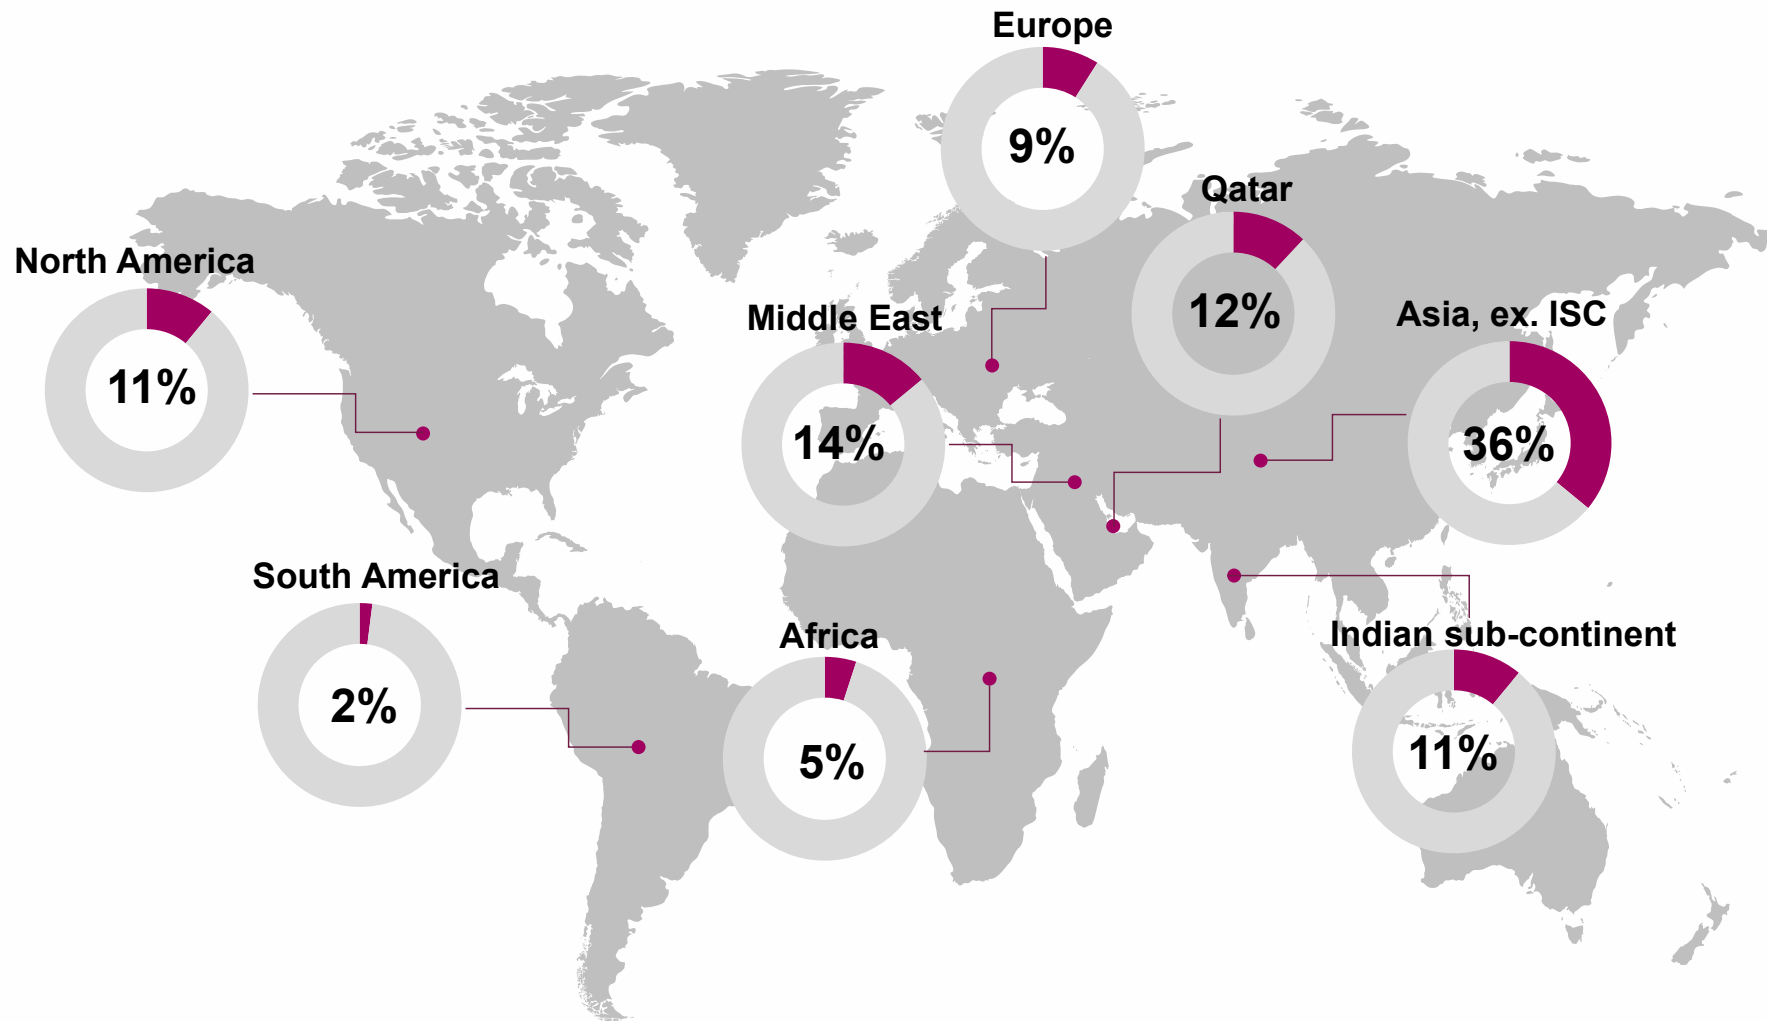 Europe
9%
Qatar
12%
North America
11%
Middle East
14%
Asia, ex. ISC
36%
South America
2%
Africa
5%
Indian sub-continent
11%